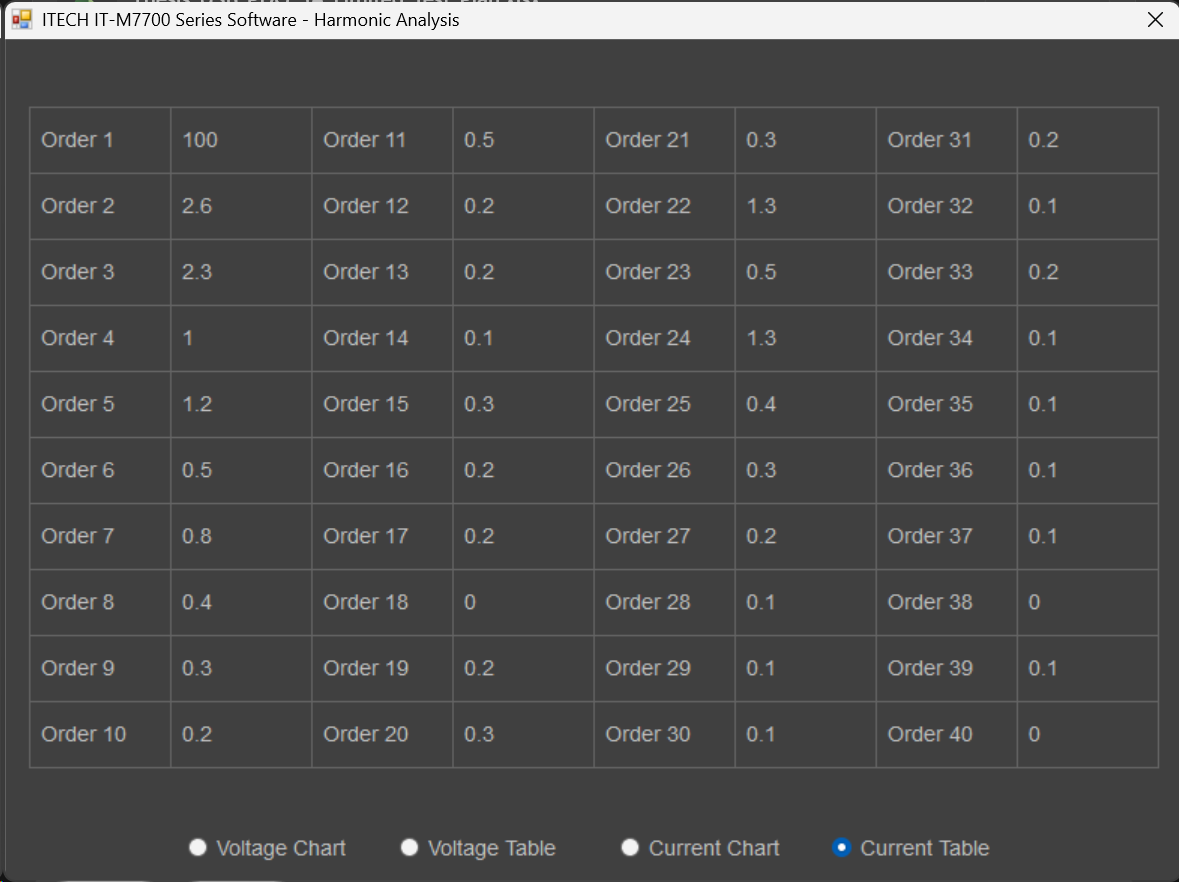 ITECH IT-M7700 Series Software - Harmonic Analysis
Order 1 100 Order 11 0.5 Order 21 0.3 Order 31 0.2
Order 2 2.6 Order 12 0.2 Order 22 1.3 Order 32 0.1
Order 3 2.3 Order 13 0.2 Order 23 0.5 Order 33 0.2
Order 4 1 Order 14 0.1 Order 24 1.3 Order 34 0.1
Order 5 1.2 Order 15 0.3 Order 25 0.4 Order 35 0.1
Order 6 0.5 Order 16 0.2 Order 26 0.3 Order 36 0.1
Order 7 0.8 Order 17 0.2 Order 27 0.2 Order 37 0.1
Order 8 0.4 Order 18 0 Order 28 0.1 Order 38 0
Order 9 0.3 Order 19 0.2 Order 29 0.1 Order 39 0.1
Order 10 0.2 Order 20 0.3 Order 30 0.1 Order 40 0
Voltage Chart Voltage Table Current Chart Current Table